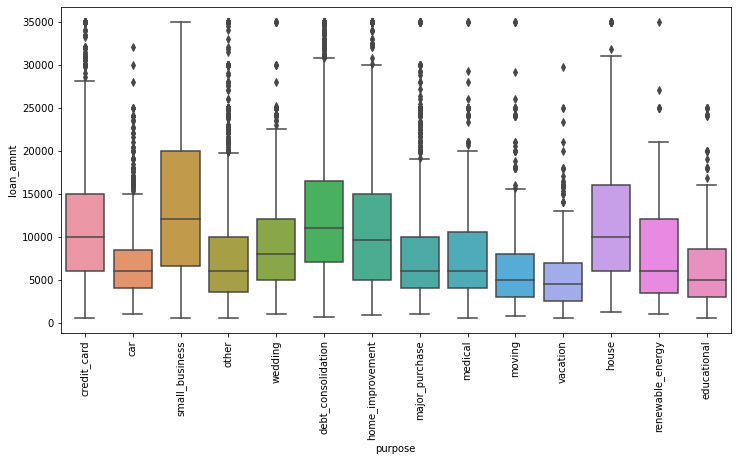 loan_amnt
35000
30000
25000
20000
15000
10000
5000
0
credit_card
car
small_business
other
wedding
debt_consolidation
home_improvement
major_purchase
medical
moving
vacation
house
renewable_energy
educational
purpose